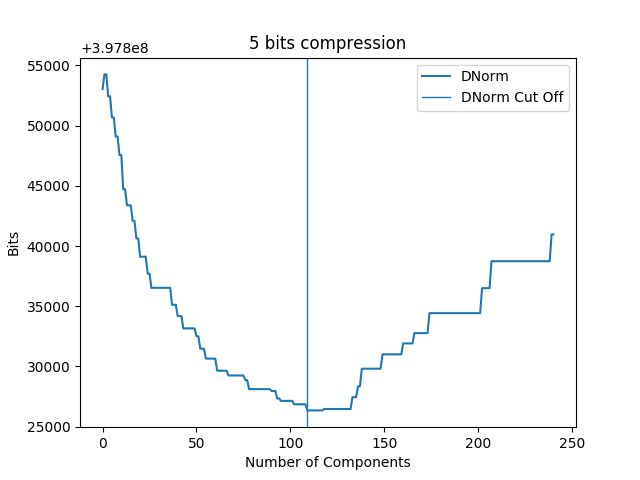 5 bits compression
+3.978e8
55000
50000
45000
40000
35000
30000
25000
Bits
0 50 100 150 200 250
Number of Components
DNorm
DNorm Cut Off